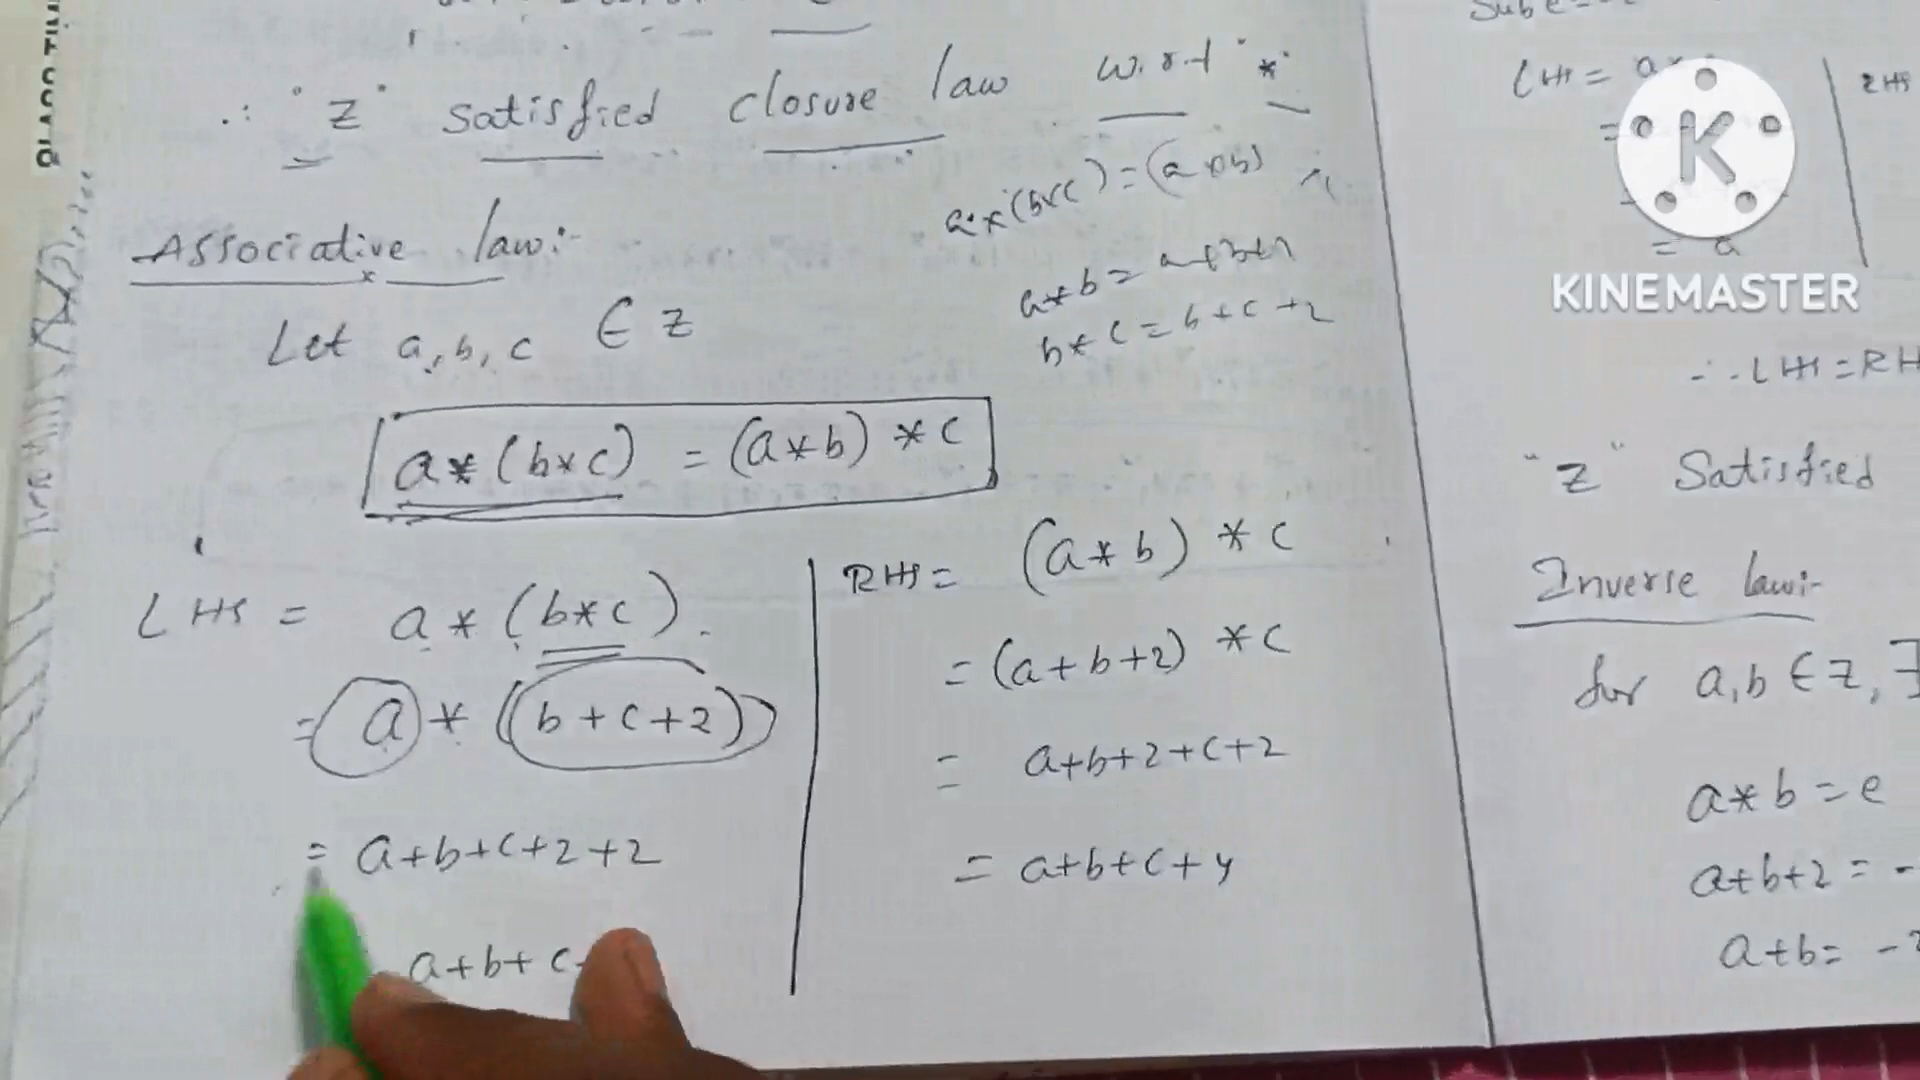 ∴ "Z" satisfied closure law w.r.t '*'
Associative law:-
Let a, b, c ∈ Z
a*(b*c) = (a*b)
a*b = a+b+2
b*c = b+c+2
a*(b*c) = (a*b)*c
LHS = a*(b*c).
= a*(b+c+2)
= a+b+c+2+2
a+b+c
RHS = (a*b)*c
= (a+b+2)*c
= a+b+2+c+2
= a+b+c+4
LHS = a*
RHS
=
= a
∴ LHS = RH
"Z" Satisfied
Inverse law:-
for a,b ∈ Z, ∃
a*b = e
a+b+2 = -
a+b = -2
K
KINEMASTER